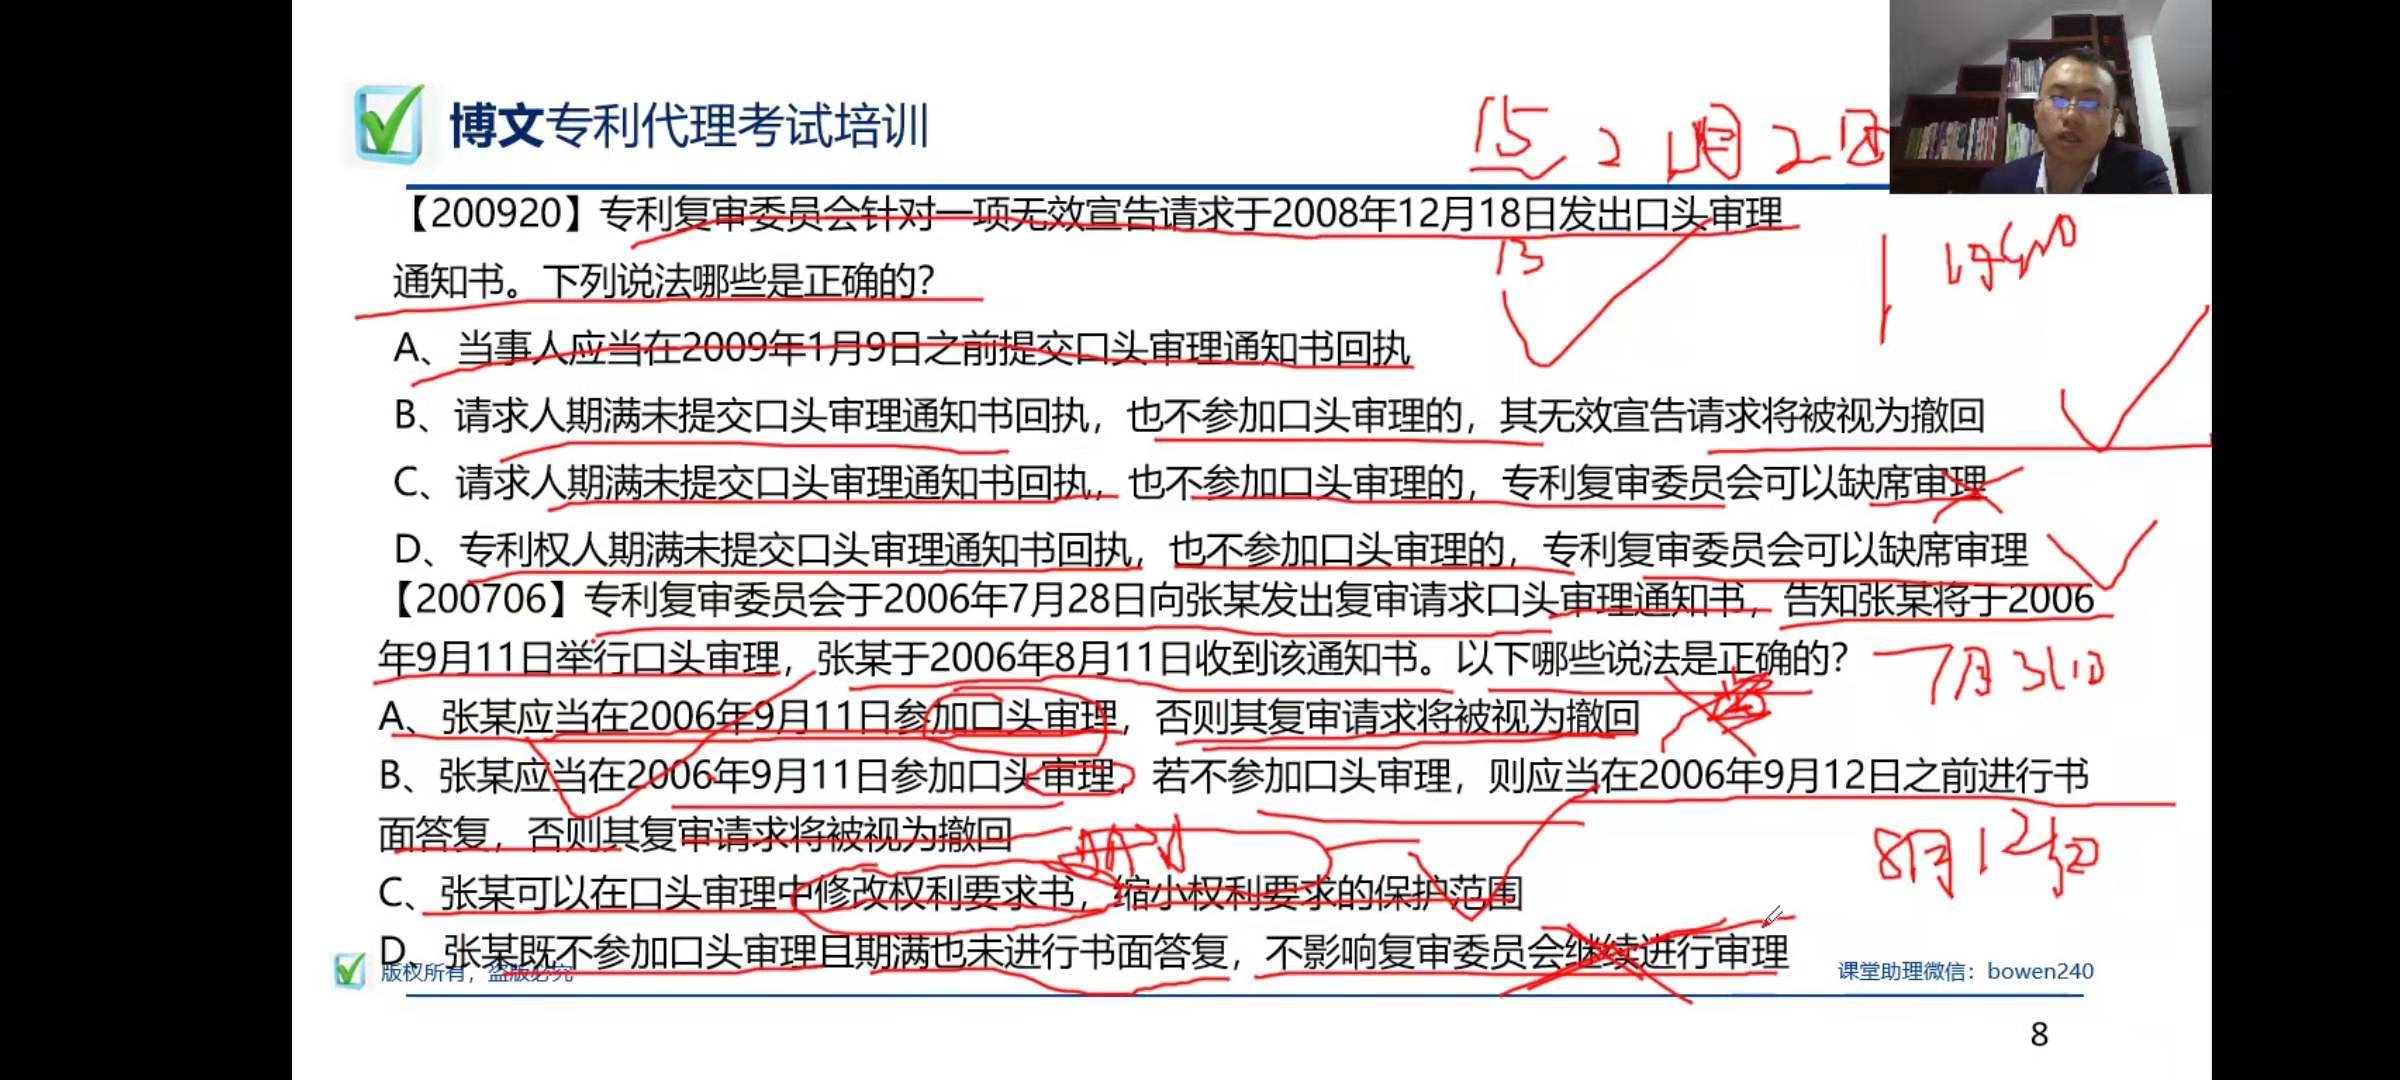 博文专利代理考试培训
15 2 1月2日
【200920】专利复审委员会针对一项无效宣告请求于2008年12月18日发出口头审理
通知书。下列说法哪些是正确的？
13
A、当事人应当在2009年1月9日之前提交口头审理通知书回执
B、请求人期满未提交口头审理通知书回执，也不参加口头审理的，其无效宣告请求将被视为撤回
C、请求人期满未提交口头审理通知书回执，也不参加口头审理的，专利复审委员会可以缺席审理
D、专利权人期满未提交口头审理通知书回执，也不参加口头审理的，专利复审委员会可以缺席审理
【200706】专利复审委员会于2006年7月28日向张某发出复审请求口头审理通知书，告知张某将于2006
年9月11日举行口头审理，张某于2006年8月11日收到该通知书。以下哪些说法是正确的？
7月31日
A、张某应当在2006年9月11日参加口头审理，否则其复审请求将被视为撤回
B、张某应当在2006年9月11日参加口头审理，若不参加口头审理，则应当在2006年9月12日之前进行书
面答复，否则其复审请求将被视为撤回
8月12日
C、张某可以在口头审理中修改权利要求书，缩小权利要求的保护范围
D、张某既不参加口头审理且期满也未进行书面答复，不影响复审委员会继续进行审理
版权所有，盗版必究
课堂助理微信：bowen240
8